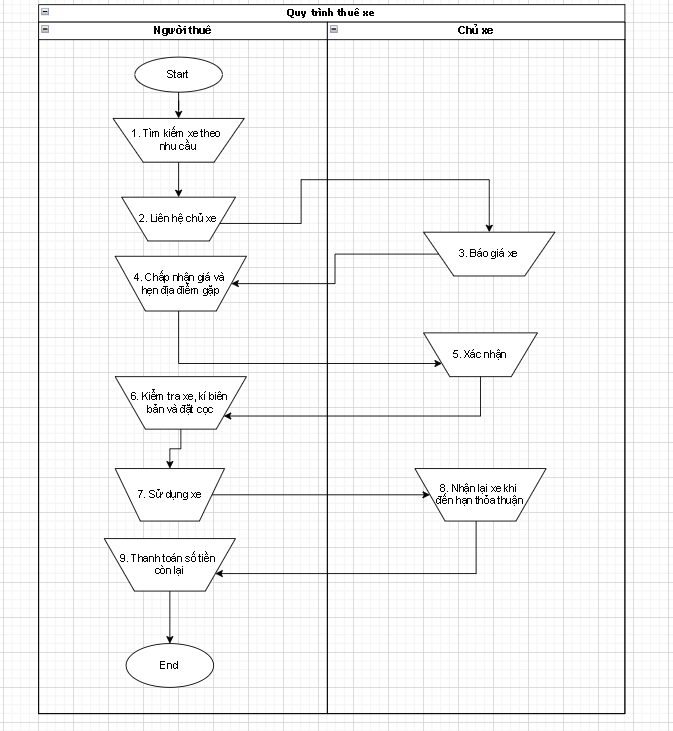 Quy trình thuê xe
Người thuê
Chủ xe
Start
1. Tìm kiếm xe theo
nhu cầu
2. Liên hệ chủ xe
3. Báo giá xe
4. Chấp nhận giá và
hẹn địa điểm gặp
5. Xác nhận
6. Kiểm tra xe, kí biên
bản và đặt cọc
7. Sử dụng xe
8. Nhận lại xe khi
đến hạn thỏa thuận
9. Thanh toán số tiền
còn lại
End